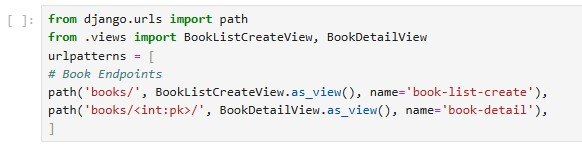 [ ]: from django.urls import path
from .views import BookListCreateView, BookDetailView
urlpatterns = [
# Book Endpoints
path('books/', BookListCreateView.as_view(), name='book-list-create'),
path('books/<int:pk>/', BookDetailView.as_view(), name='book-detail'),
]